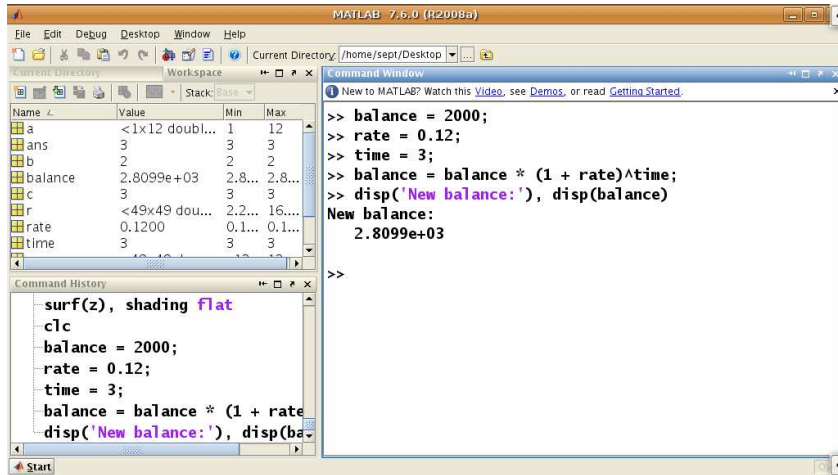 MATLAB 7.6.0 (R2008a)
File Edit Debug Desktop Window Help
Current Directory: /home/sept/Desktop ...
Current Directory Workspace
Stack: Base
Name Value Min Max
a <1x12 doubl... 1 12
ans 3 3 3
b 2 2 2
balance 2.8099e+03 2.8... 2.8...
c 3 3 3
r <49x49 dou... 2.2... 16....
rate 0.1200 0.1... 0.1...
time 3 3 3
Command History
surf(z), shading flat
clc
balance = 2000;
rate = 0.12;
time = 3;
balance = balance * (1 + rate
disp('New balance:'), disp(ba
Command Window
New to MATLAB? Watch this Video, see Demos, or read Getting Started.
>> balance = 2000;
>> rate = 0.12;
>> time = 3;
>> balance = balance * (1 + rate)^time;
>> disp('New balance:'), disp(balance)
New balance:
2.8099e+03
>>
Start